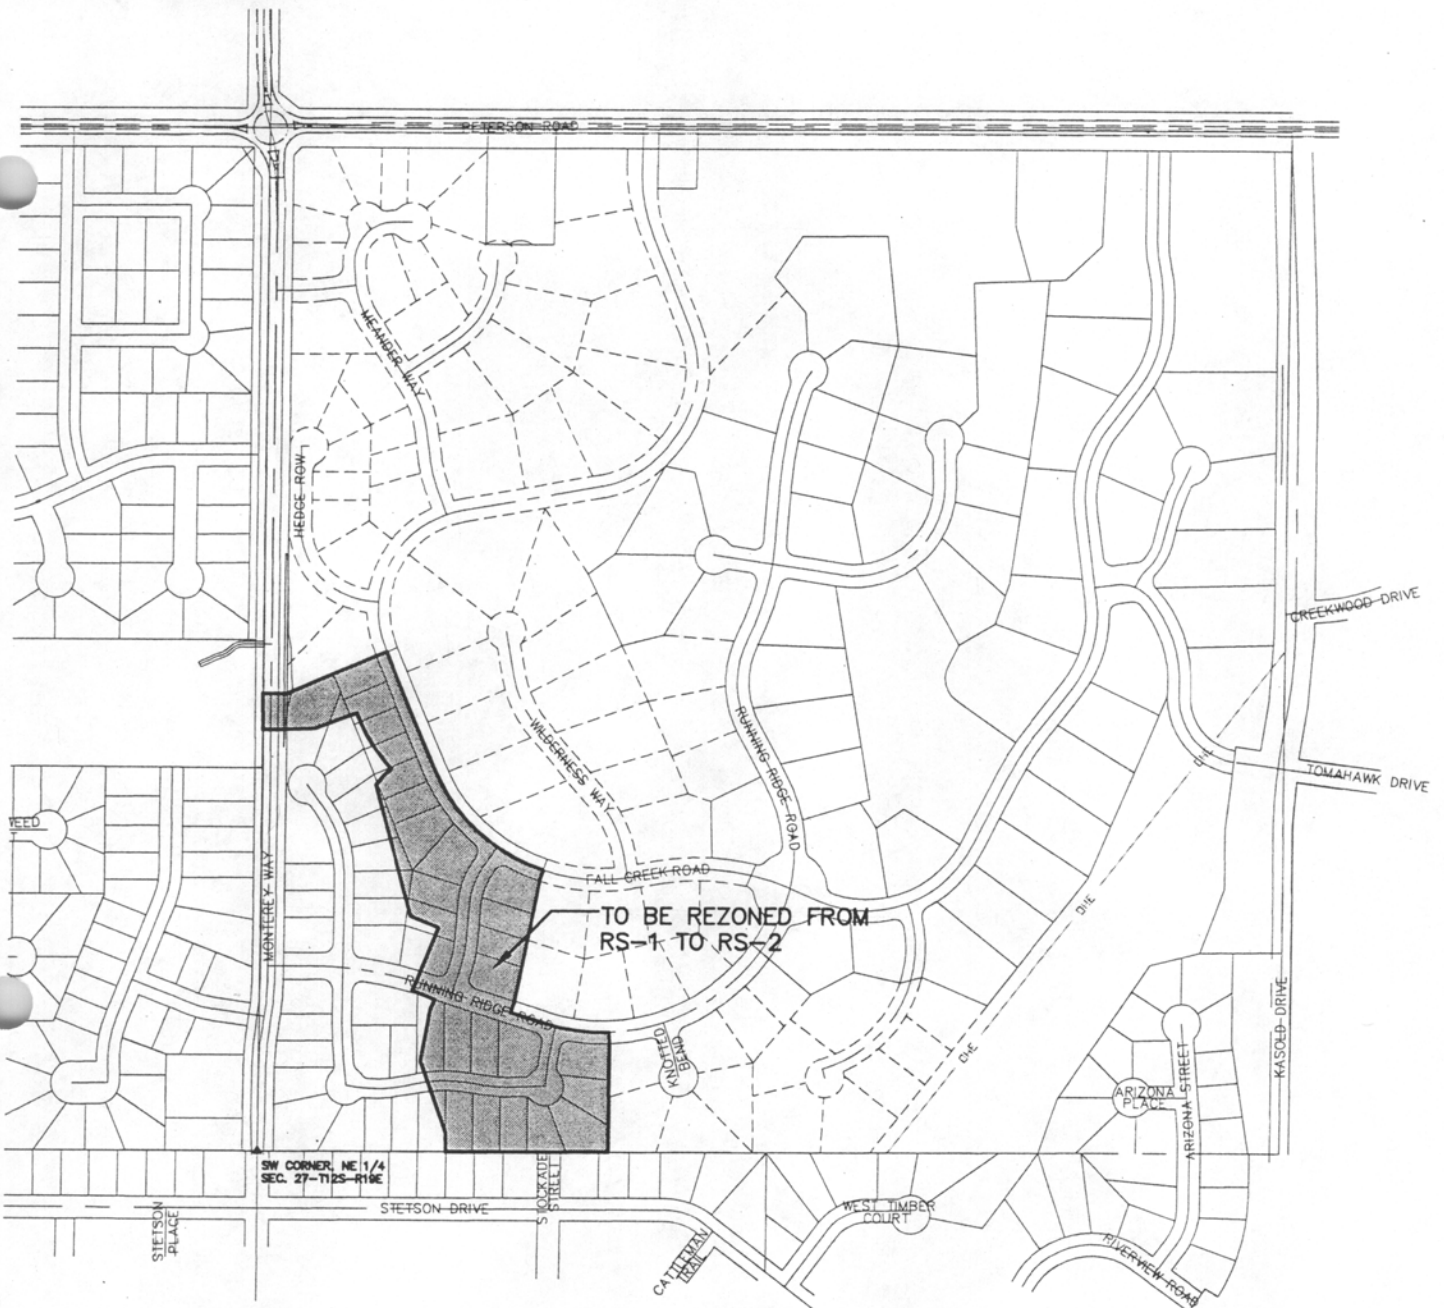 PETERSON ROAD
MEANDER WAY
HEDGE ROW
CREEKWOOD DRIVE
WILDERNESS WAY
RUNNING RIDGE ROAD
OHE
TOMAHAWK DRIVE
MONTEREY WAY
FALL CREEK ROAD
OHE
TO BE REZONED FROM
RS-1 TO RS-2
RUNNING RIDGE ROAD
KNOTTED
BEND
OHE
KASOLD DRIVE
ARIZONA
PLACE
ARIZONA STREET
SW CORNER, NE 1/4
SEC. 27-T12S-R19E
STETSON
PLACE
STETSON DRIVE
STOCKADE
STREET
CATTLEMAN
TRAIL
WEST TIMBER
COURT
RIVERVIEW ROAD